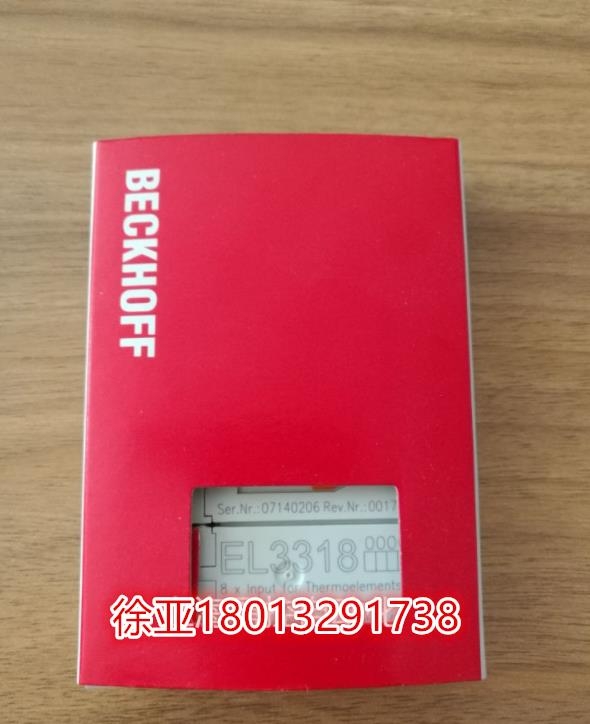 BECKHOFF
Ser.Nr.:07140206 Rev.Nr.:0017
EL3318
8 x Input for Thermoelements
徐亚18013291738